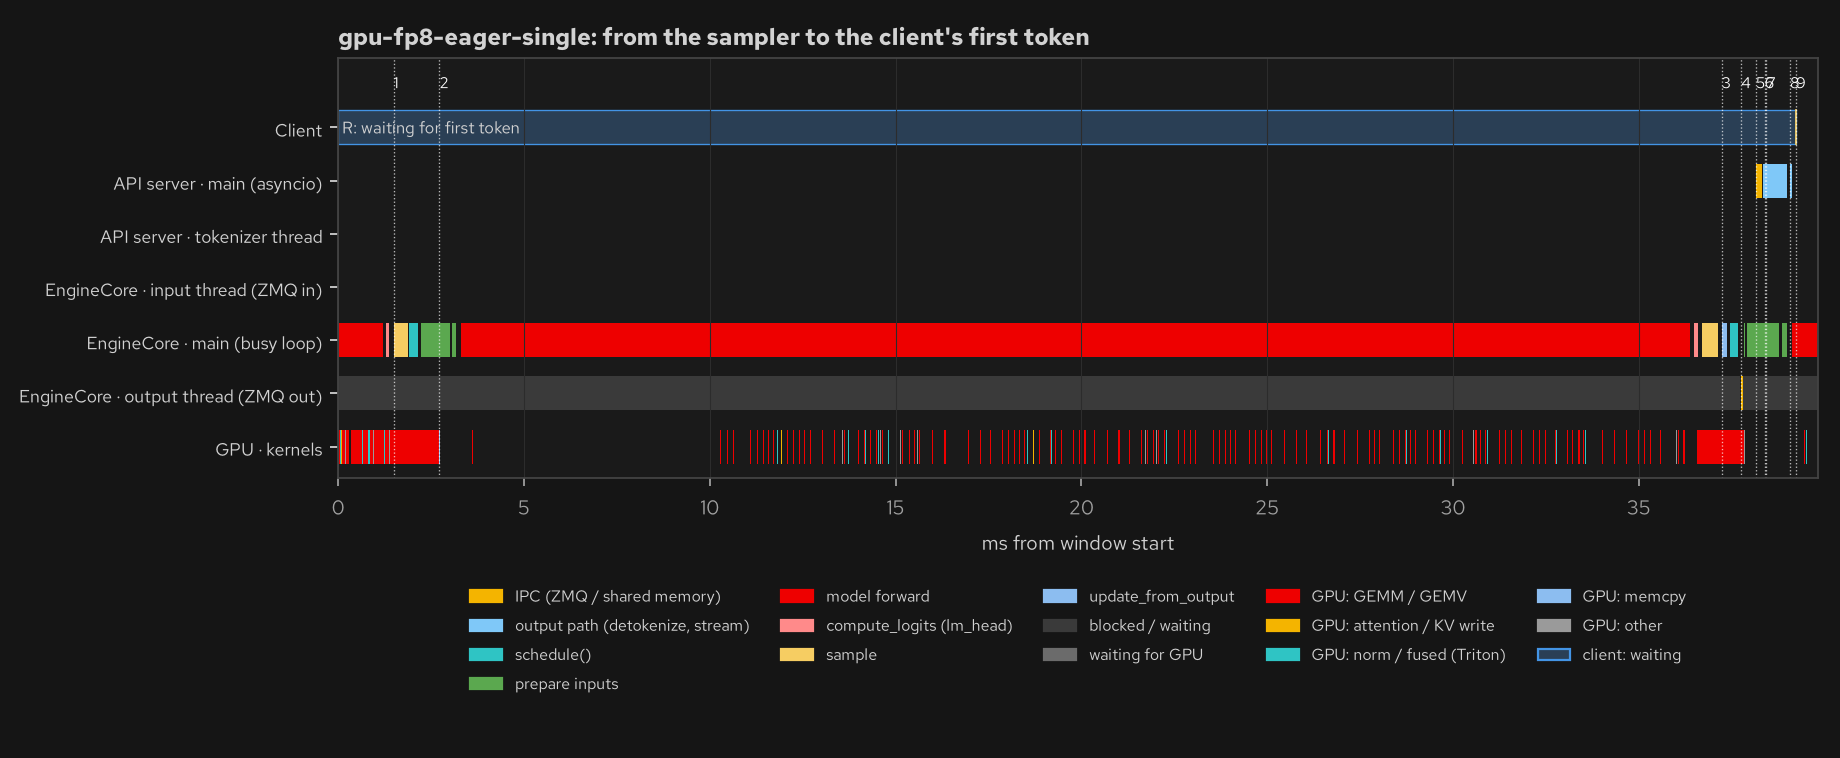 gpu-fp8-eager-single: from the sampler to the client's first token
1 2 3 4 5 6 7 8 9
Client
R: waiting for first token
API server · main (asyncio)
API server · tokenizer thread
EngineCore · input thread (ZMQ in)
EngineCore · main (busy loop)
EngineCore · output thread (ZMQ out)
GPU · kernels
0 5 10 15 20 25 30 35
ms from window start
IPC (ZMQ / shared memory) model forward update_from_output GPU: GEMM / GEMV GPU: memcpy
output path (detokenize, stream) compute_logits (lm_head) blocked / waiting GPU: attention / KV write GPU: other
schedule() sample waiting for GPU GPU: norm / fused (Triton) client: waiting
prepare inputs